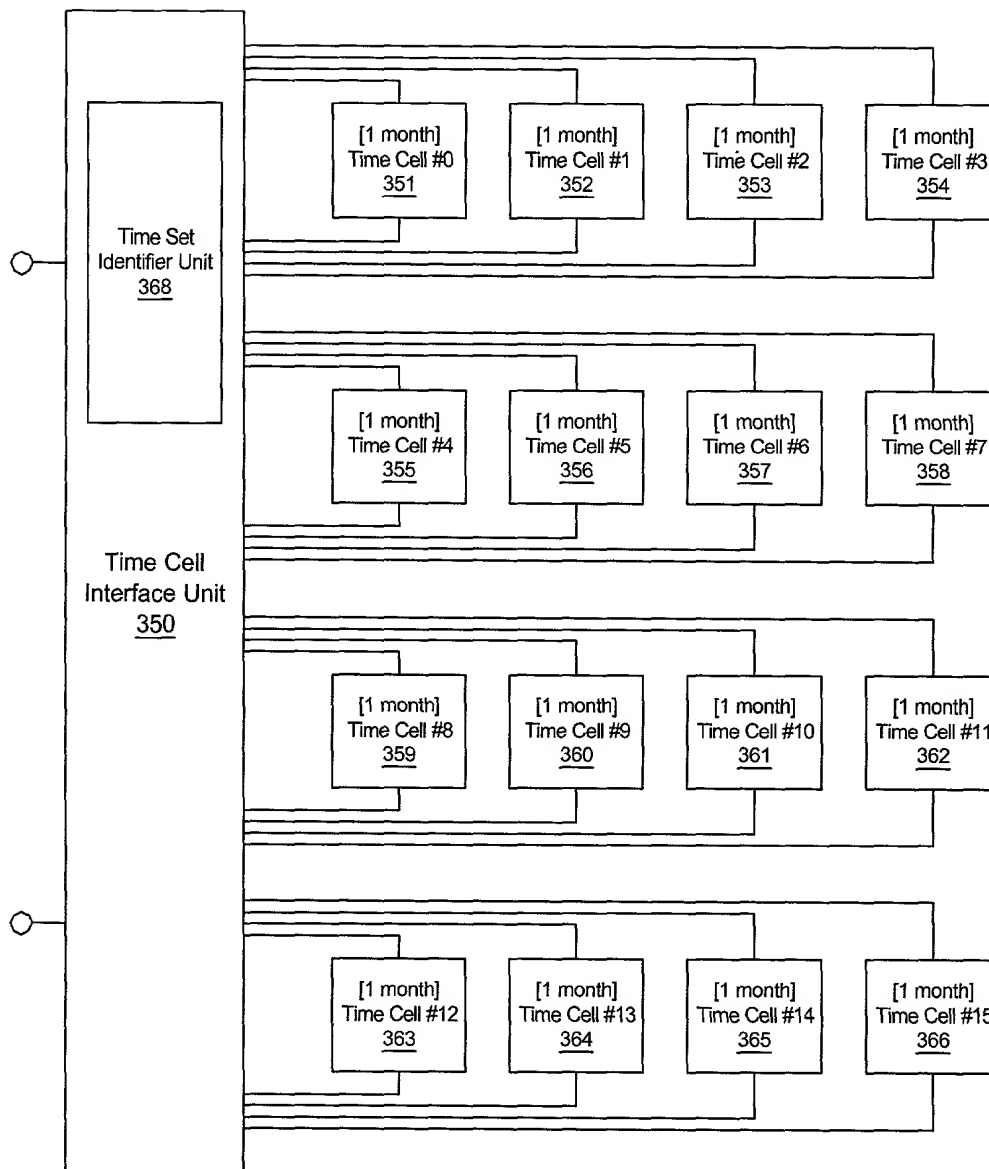 [1 month]
Time Cell #0
351
[1 month]
Time Cell #1
352
[1 month]
Time Cell #2
353
[1 month]
Time Cell #3
354
Time Set
Identifier Unit
368
[1 month]
Time Cell #4
355
[1 month]
Time Cell #5
356
[1 month]
Time Cell #6
357
[1 month]
Time Cell #7
358
Time Cell
Interface Unit
350
[1 month]
Time Cell #8
359
[1 month]
Time Cell #9
360
[1 month]
Time Cell #10
361
[1 month]
Time Cell #11
362
[1 month]
Time Cell #12
363
[1 month]
Time Cell #13
364
[1 month]
Time Cell #14
365
[1 month]
Time Cell #15
366